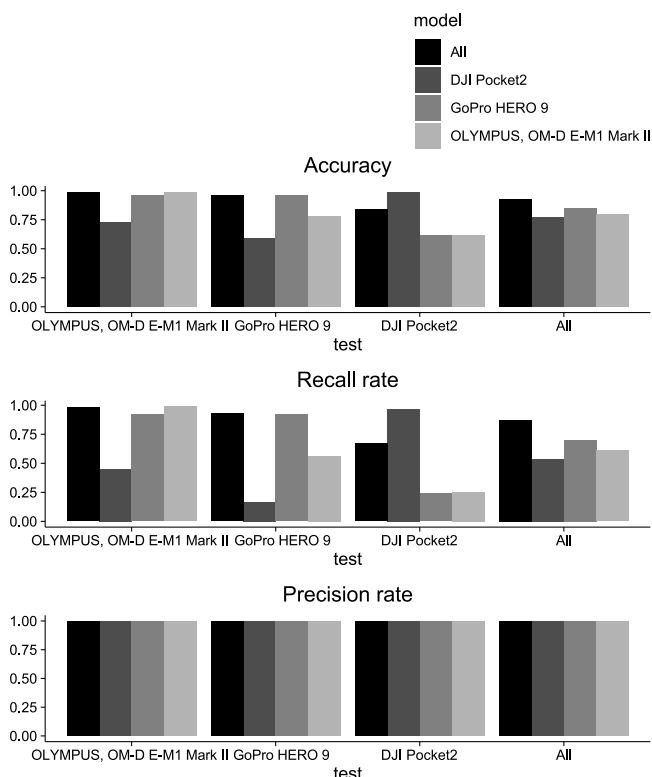 model
All
DJI Pocket2
GoPro HERO 9
OLYMPUS, OM-D E-M1 Mark II
Accuracy
1.00
0.75
0.50
0.25
0.00
OLYMPUS, OM-D E-M1 Mark II GoPro HERO 9 DJI Pocket2 All
test
Recall rate
1.00
0.75
0.50
0.25
0.00
OLYMPUS, OM-D E-M1 Mark II GoPro HERO 9 DJI Pocket2 All
test
Precision rate
1.00
0.75
0.50
0.25
0.00
OLYMPUS, OM-D E-M1 Mark II GoPro HERO 9 DJI Pocket2 All
test